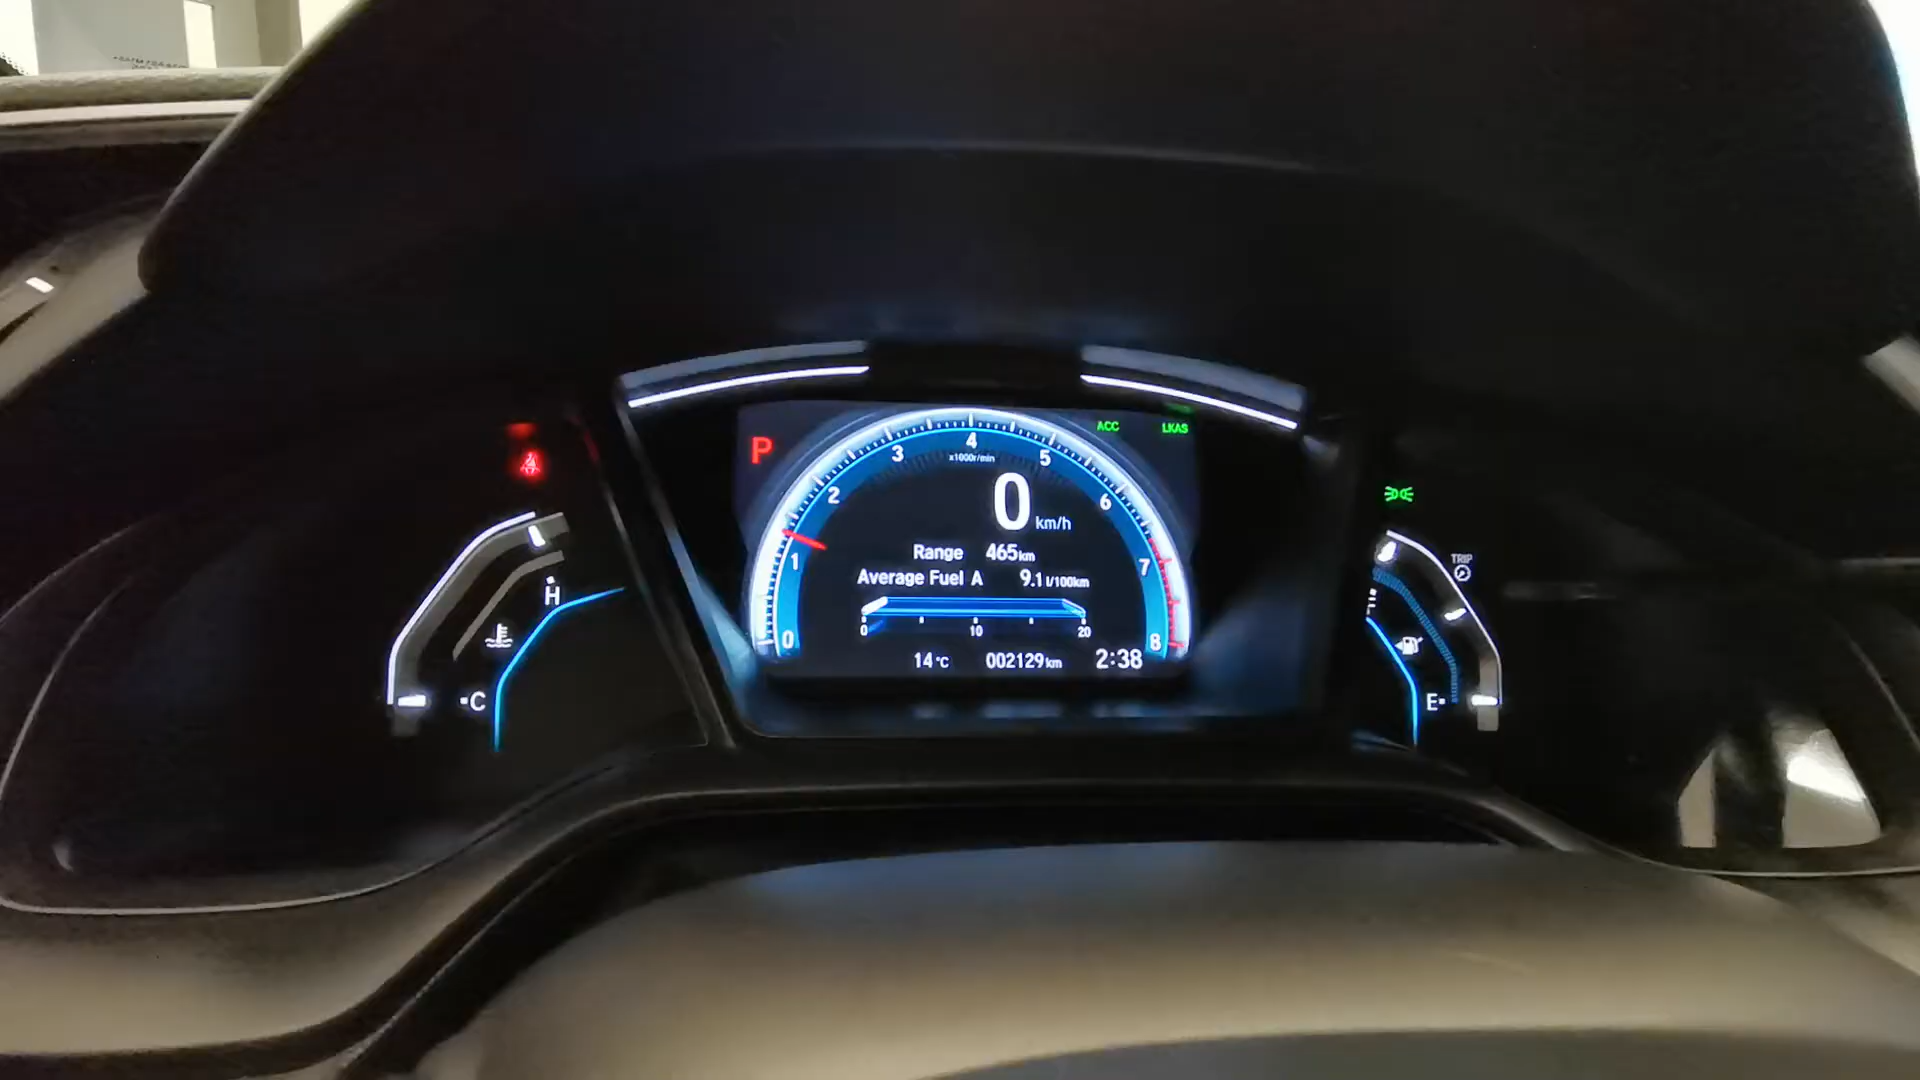 P
ACC
LKAS
0 1 2 3 4 5 6 7 8
x1000r/min
0 km/h
Range 465km
Average Fuel A 9.1 l/100km
0 10 20
14°C 002129km 2:38
H
C
TRIP
E